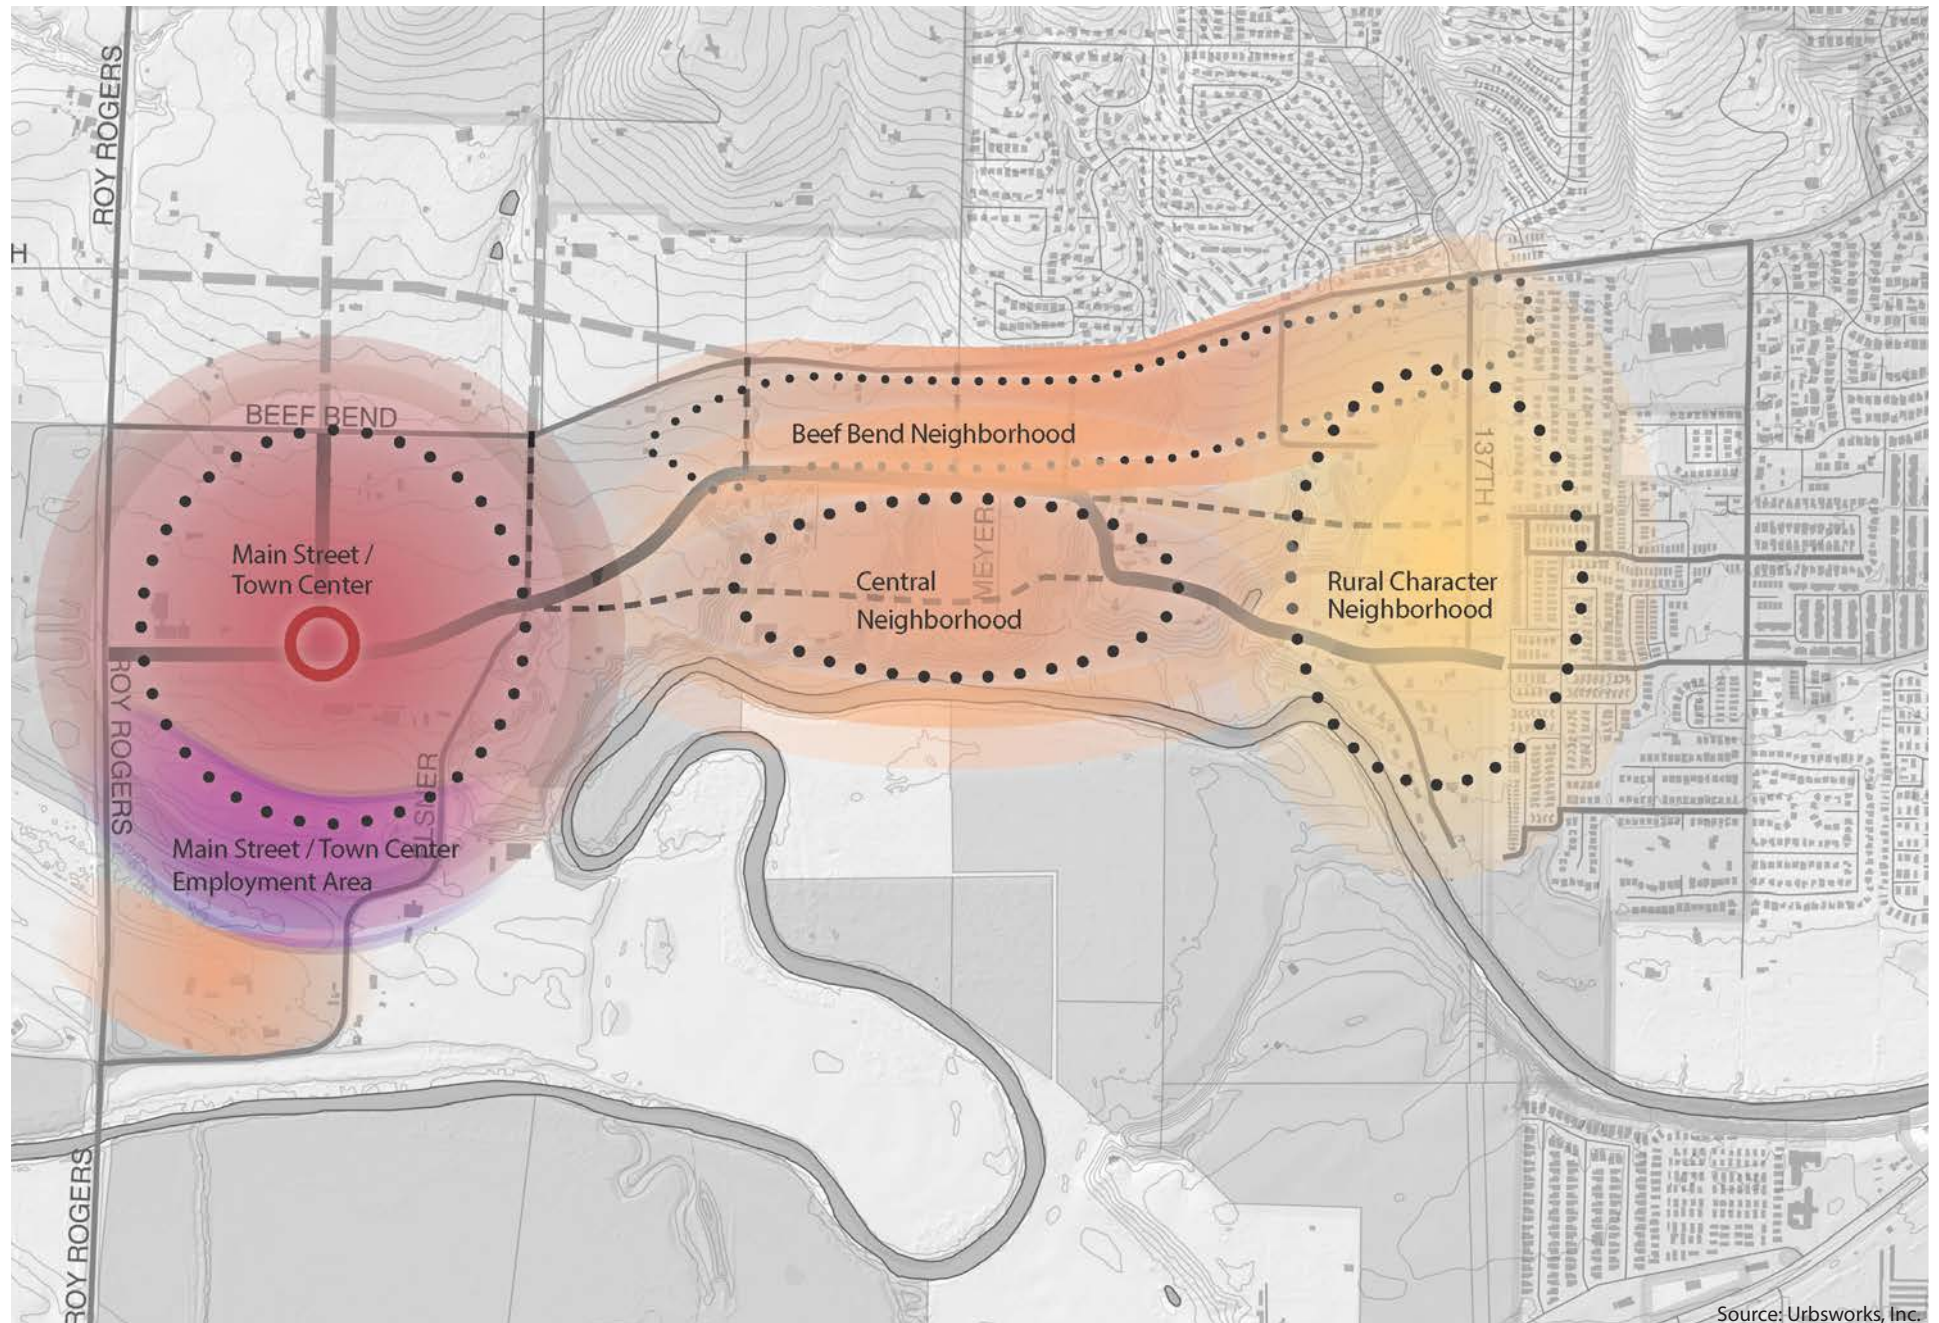 ROY ROGERS
H
BEEF BEND
Beef Bend Neighborhood
137TH
MEYER
Main Street /
Town Center
Central
Neighborhood
Rural Character
Neighborhood
ROY ROGERS
ELSNER
Main Street / Town Center
Employment Area
ROY ROGERS
Source: Urbsworks, Inc.